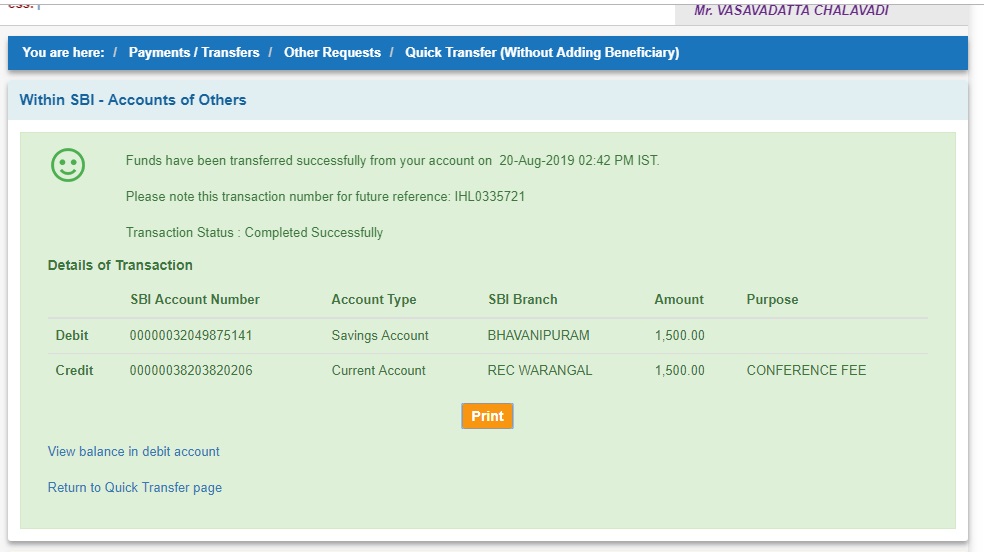 Mr. VASAVADATTA CHALAVADI
You are here: / Payments / Transfers / Other Requests / Quick Transfer (Without Adding Beneficiary)
Within SBI - Accounts of Others
Funds have been transferred successfully from your account on 20-Aug-2019 02:42 PM IST.
Please note this transaction number for future reference: IHL0335721
Transaction Status : Completed Successfully
Details of Transaction
SBI Account Number Account Type SBI Branch Amount Purpose
Debit 00000032049875141 Savings Account BHAVANIPURAM 1,500.00
Credit 00000038203820206 Current Account REC WARANGAL 1,500.00 CONFERENCE FEE
Print
View balance in debit account
Return to Quick Transfer page